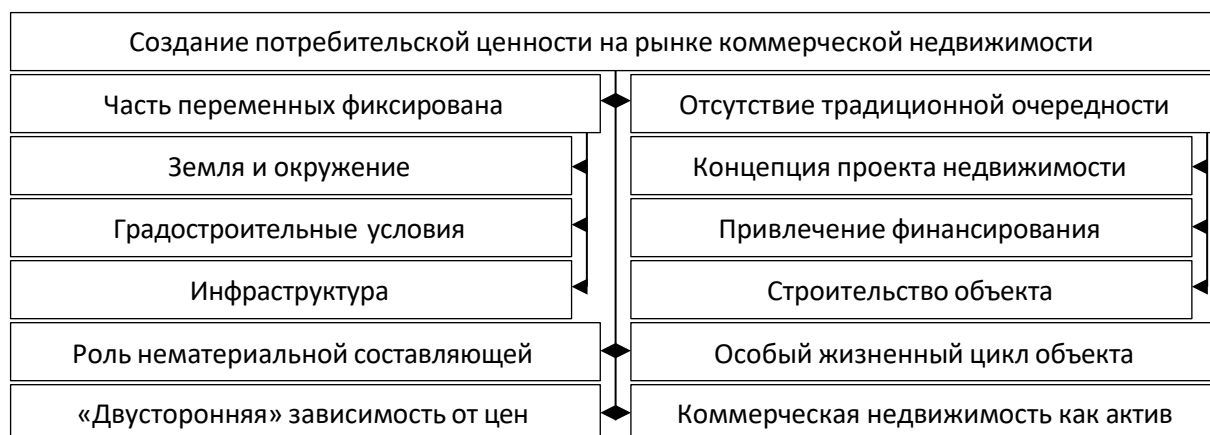 Создание потребительской ценности на рынке коммерческой недвижимости
Часть переменных фиксирована
Отсутствие традиционной очередности
Земля и окружение
Концепция проекта недвижимости
Градостроительные условия
Привлечение финансирования
Инфраструктура
Строительство объекта
Роль нематериальной составляющей
Особый жизненный цикл объекта
«Двусторонняя» зависимость от цен
Коммерческая недвижимость как актив